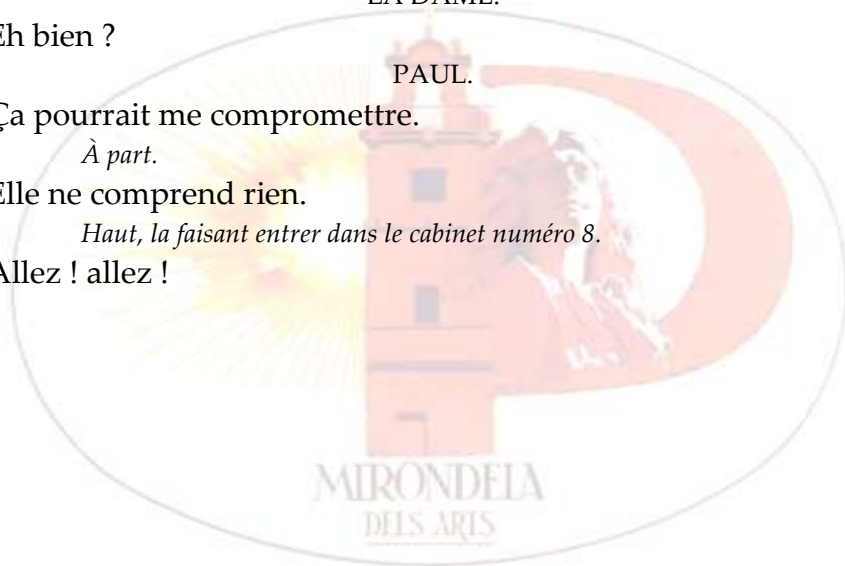 LA DAME.
Eh bien ?
PAUL.
Ça pourrait me compromettre.
À part.
Elle ne comprend rien.
Haut, la faisant entrer dans le cabinet numéro 8.
Allez ! allez !
MIRONDELA
DELS ARTS